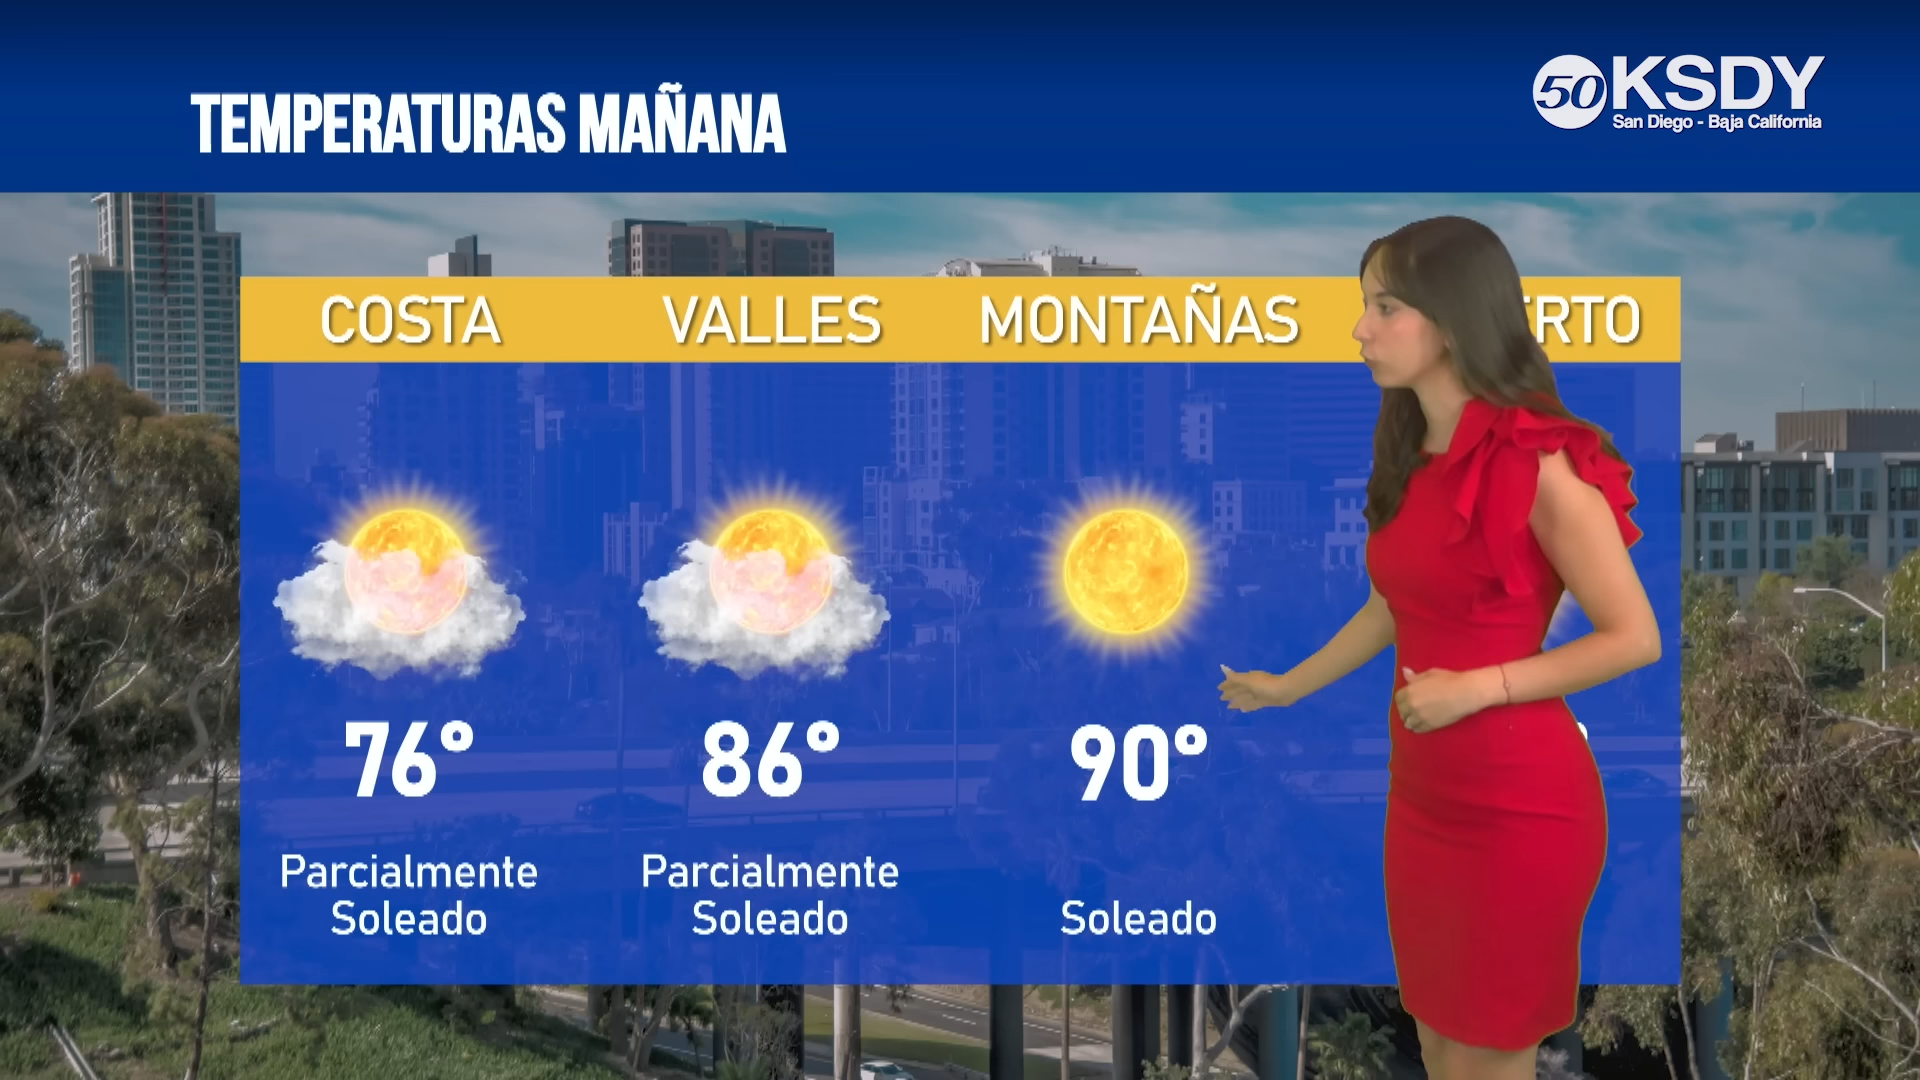 TEMPERATURAS MAÑANA
50 KSDY
San Diego - Baja California
COSTA VALLES MONTAÑAS
76° 86° 90°
Parcialmente Parcialmente
Soleado Soleado Soleado